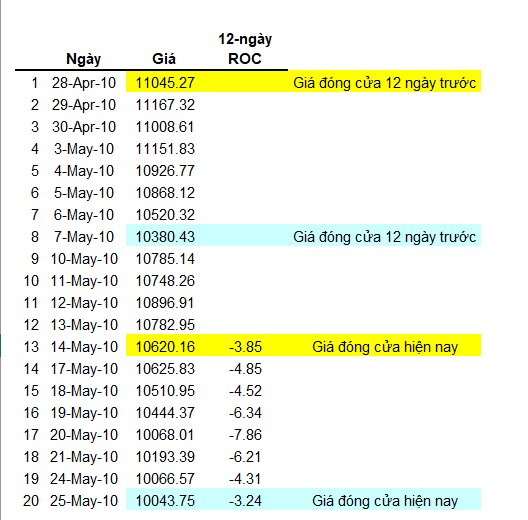 12-ngày
Ngày Giá ROC
1 28-Apr-10 11045.27 Giá đóng cửa 12 ngày trước
2 29-Apr-10 11167.32
3 30-Apr-10 11008.61
4 3-May-10 11151.83
5 4-May-10 10926.77
6 5-May-10 10868.12
7 6-May-10 10520.32
8 7-May-10 10380.43 Giá đóng cửa 12 ngày trước
9 10-May-10 10785.14
10 11-May-10 10748.26
11 12-May-10 10896.91
12 13-May-10 10782.95
13 14-May-10 10620.16 -3.85 Giá đóng cửa hiện nay
14 17-May-10 10625.83 -4.85
15 18-May-10 10510.95 -4.52
16 19-May-10 10444.37 -6.34
17 20-May-10 10068.01 -7.86
18 21-May-10 10193.39 -6.21
19 24-May-10 10066.57 -4.31
20 25-May-10 10043.75 -3.24 Giá đóng cửa hiện nay